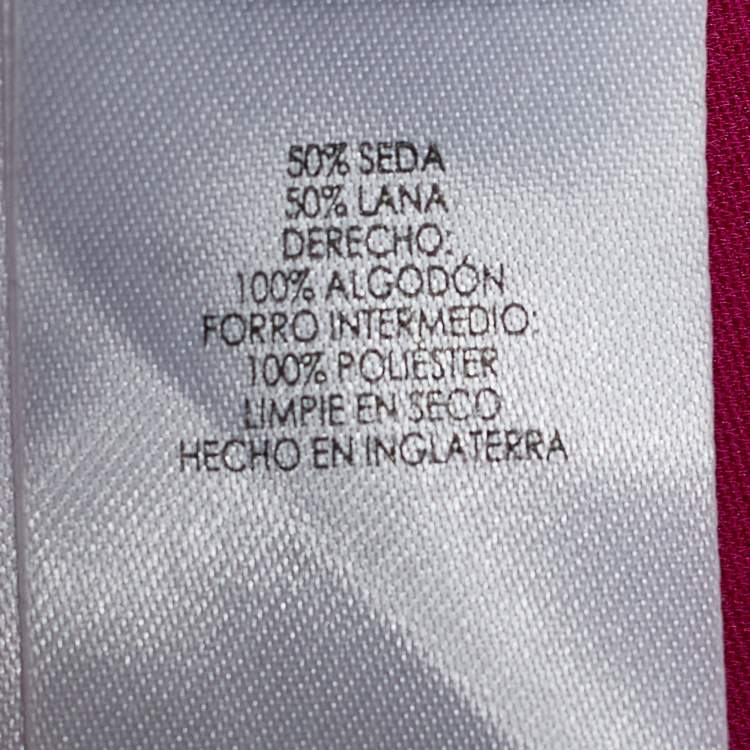 50% SEDA
50% LANA
DERECHO:
100% ALGODÓN
FORRO INTERMEDIO:
100% POLIÉSTER
LIMPIE EN SECO
HECHO EN INGLATERRA